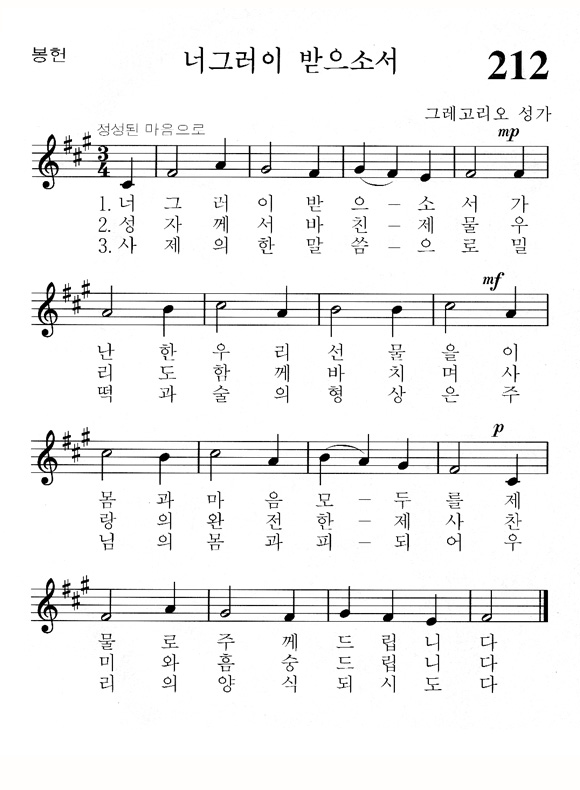 봉헌
너그러이 받으소서
212
그레고리오 성가
정성된 마음으로
mp
1. 너 그 러 이 받 으 – 소 서 가
2. 성 자 께 서 바 친 – 제 물 우
3. 사 제 의 한 말 씀 – 으 로 밀
mf
난 한 우 리 선 물 을 이
리 도 함 께 바 치 며 사
떡 과 술 의 형 상 은 주
p
몸 과 마 음 모 – 두 를 제
랑 의 완 전 한 – 제 사 찬
님 의 몸 과 피 – 되 어 우
물 로 주 께 드 립 니 다
미 와 흠 숭 드 립 니 다
리 의 양 식 되 시 도 다